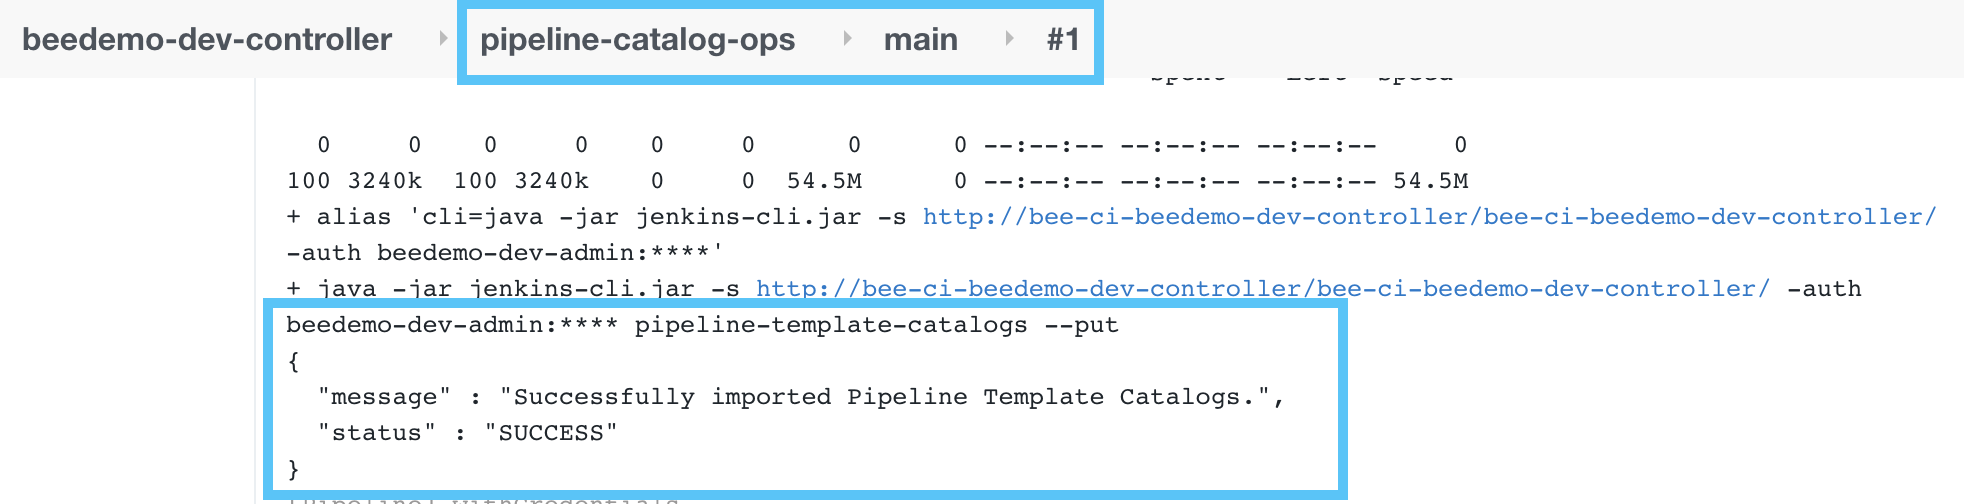 beedemo-dev-controller pipeline-catalog-ops main #1
0 0 0 0 0 0 0 0 --:--:-- --:--:-- --:--:-- 0
100 3240k 100 3240k 0 0 54.5M 0 --:--:-- --:--:-- --:--:-- 54.5M
+ alias 'cli=java -jar jenkins-cli.jar -s http://bee-ci-beedemo-dev-controller/bee-ci-beedemo-dev-controller/
-auth beedemo-dev-admin:****'
+ java -jar jenkins-cli.jar -s http://bee-ci-beedemo-dev-controller/bee-ci-beedemo-dev-controller/ -auth
beedemo-dev-admin:**** pipeline-template-catalogs --put
{
"message" : "Successfully imported Pipeline Template Catalogs.",
"status" : "SUCCESS"
}